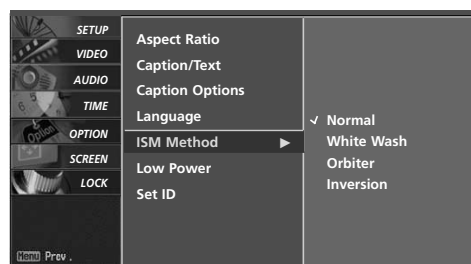 SETUP
VIDEO
AUDIO
TIME
OPTION
SCREEN
LOCK
Aspect Ratio
Caption/Text
Caption Options
Language
ISM Method ►
Low Power
Set ID
✓ Normal
White Wash
Orbiter
Inversion
Menu Prev .